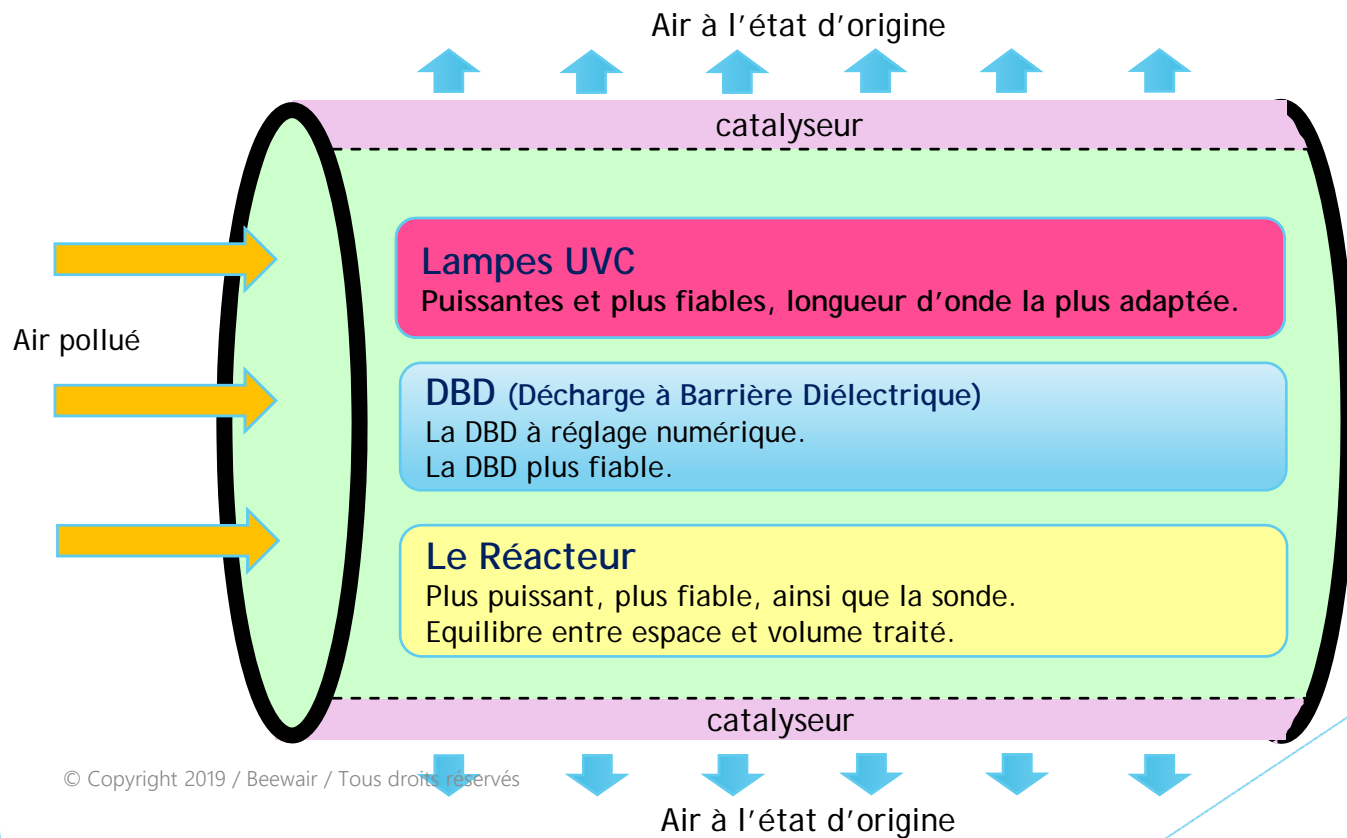 Air à l'état d'origine
catalyseur
Lampes UVC
Puissantes et plus fiables, longueur d'onde la plus adaptée.
Air pollué
DBD (Décharge à Barrière Diélectrique)
La DBD à réglage numérique.
La DBD plus fiable.
Le Réacteur
Plus puissant, plus fiable, ainsi que la sonde.
Equilibre entre espace et volume traité.
catalyseur
© Copyright 2019 / Beewair / Tous droits réservés
Air à l'état d'origine